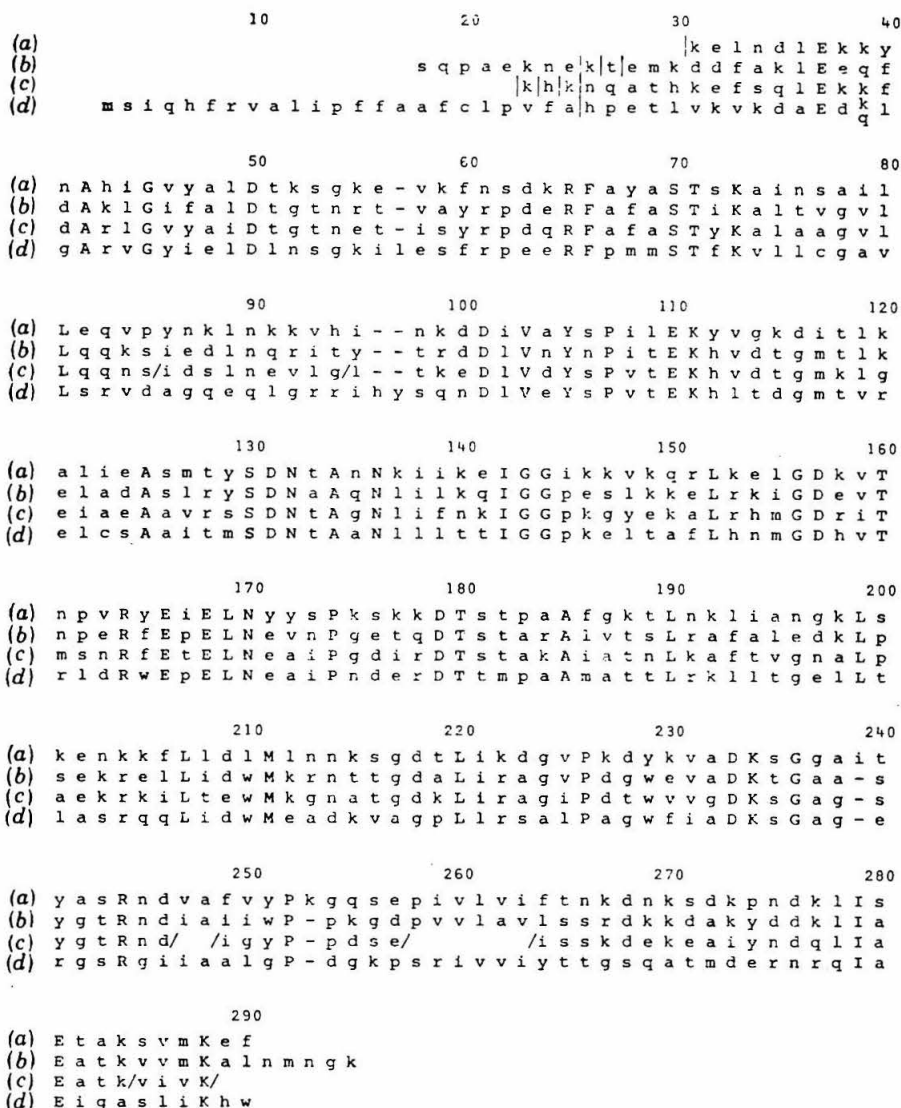 10 20 30 40
(a) |k e l n d l E k k y
(b) s q p a e k n e|k|t|e m k d d f a k l E e q f
(c) |k|h|k|n q a t h k e f s q l E k k f
(d) m s i q h f r v a l i p f f a a f c l p v f a|h p e t l v k v k d a E d k l
q
50 60 70 80
(a) n A h i G v y a l D t k s g k e - v k f n s d k R F a y a S T s K a i n s a i l
(b) d A k l G i f a l D t g t n r t - v a y r p d e R F a f a S T i K a l t v g v l
(c) d A r l G v y a i D t g t n e t - i s y r p d q R F a f a S T y K a l a a g v l
(d) g A r v G y i e l D l n s g k i l e s f r p e e R F p m m S T f K v l l c g a v
90 100 110 120
(a) L e q v p y n k l n k k v h i - - n k d D i V a Y s P i l E K y v g k d i t l k
(b) L q q k s i e d l n q r i t y - - t r d D l V n Y n P i t E K h v d t g m t l k
(c) L q q n s/i d s l n e v l g/l - - t k e D l V d Y s P v t E K h v d t g m k l g
(d) L s r v d a g q e q l g r r i h y s q n D l V e Y s P v t E K h l t d g m t v r
130 140 150 160
(a) a l i e A s m t y S D N t A n N k i i k e I G G i k k v k q r L k e l G D k v T
(b) e l a d A s l r y S D N a A q N l i l k q I G G p e s l k k e L r k i G D e v T
(c) e i a e A a v r s S D N t A g N l i f n k I G G p k g y e k a L r h m G D r i T
(d) e l c s A a i t m S D N t A a N l l l t t I G G p k e l t a f L h n m G D h v T
170 180 190 200
(a) n p v R y E i E L N y y s P k s k k D T s t p a A f g k t L n k l i a n g k L s
(b) n p e R f E p E L N e v n P g e t q D T s t a r A l v t s L r a f a l e d k L p
(c) m s n R f E t E L N e a i P g d i r D T s t a k A i a t n L k a f t v g n a L p
(d) r l d R w E p E L N e a i P n d e r D T t m p a A m a t t L r k l l t g e l L t
210 220 230 240
(a) k e n k k f L l d l M l n n k s g d t L i k d g v P k d y k v a D K s G g a i t
(b) s e k r e l L i d w M k r n t t g d a L i r a g v P d g w e v a D K t G a a - s
(c) a e k r k i L t e w M k g n a t g d k L i r a g i P d t w v v g D K s G a g - s
(d) l a s r q q L i d w M e a d k v a g p L l r s a l P a g w f i a D K s G a g - e
250 260 270 280
(a) y a s R n d v a f v y P k g q s e p i v l v i f t n k d n k s d k p n d k l I s
(b) y g t R n d i a i i w P - p k g d p v v l a v l s s r d k k d a k y d d k l I a
(c) y g t R n d/ /i g y P - p d s e/ /i s s k d e k e a i y n d q l I a
(d) r g s R g i i a a l g P - d g k p s r i v v i y t t g s q a t m d e r n r q I a
290
(a) E t a k s v m K e f
(b) E a t k v v m K a l n m n g k
(c) E a t k/v i v K/
(d) E i g a s l i K h w